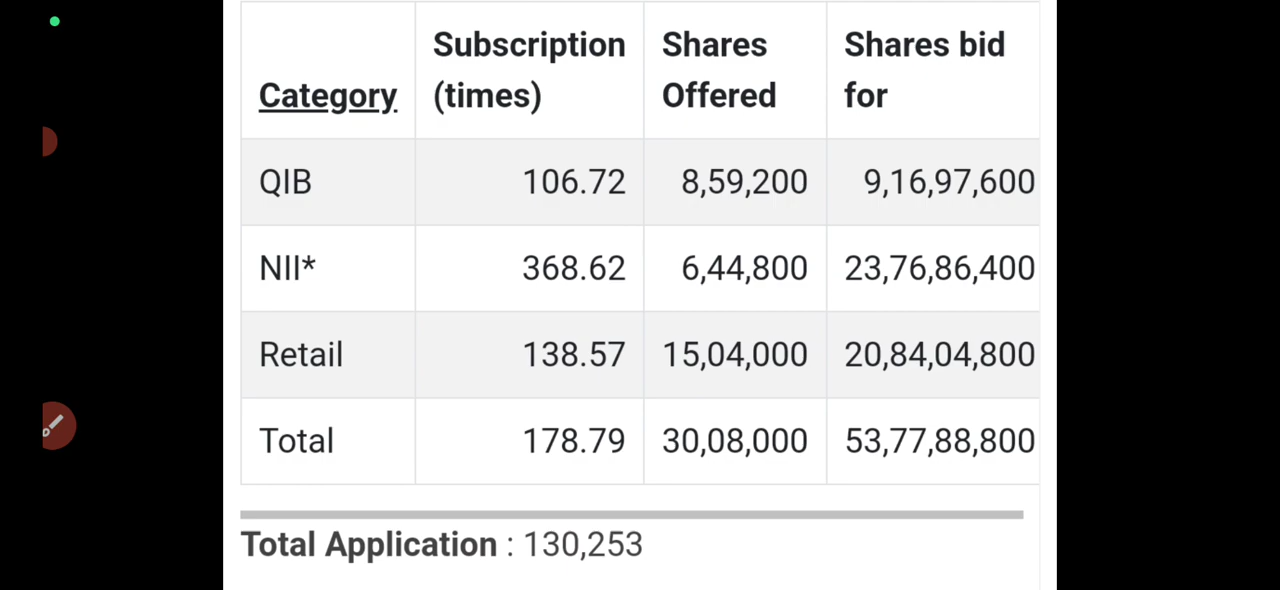 Category Subscription (times) Shares Offered Shares bid for
QIB 106.72 8,59,200 9,16,97,600
NII* 368.62 6,44,800 23,76,86,400
Retail 138.57 15,04,000 20,84,04,800
Total 178.79 30,08,000 53,77,88,800
Total Application : 130,253